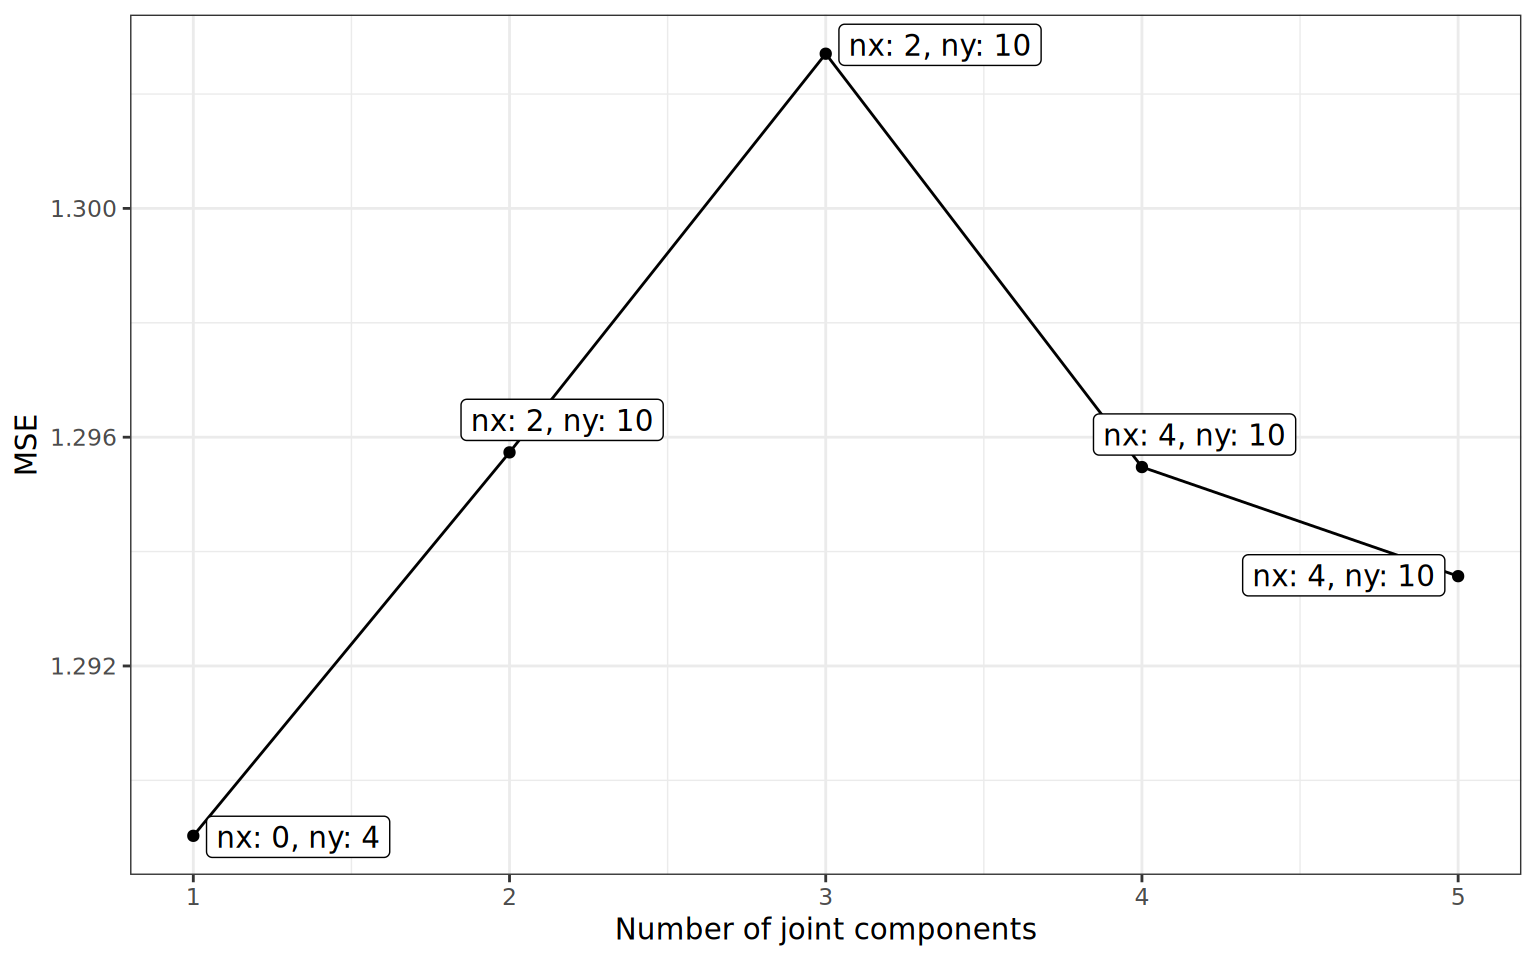 nx: 2, ny: 10
1.300
nx: 2, ny: 10
nx: 4, ny: 10
1.296
MSE
nx: 4, ny: 10
1.292
nx: 0, ny: 4
1 2 3 4 5
Number of joint components